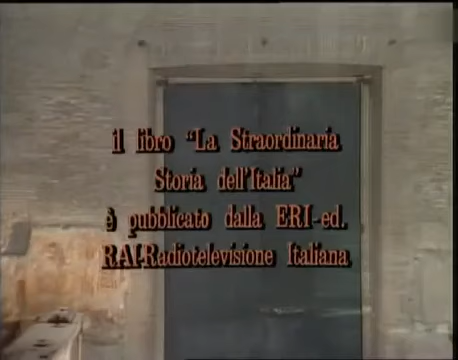 il libro "La Straordinaria
Storia dell'Italia"
è pubblicato dalla ERI-ed.
RAI-Radiotelevisione Italiana